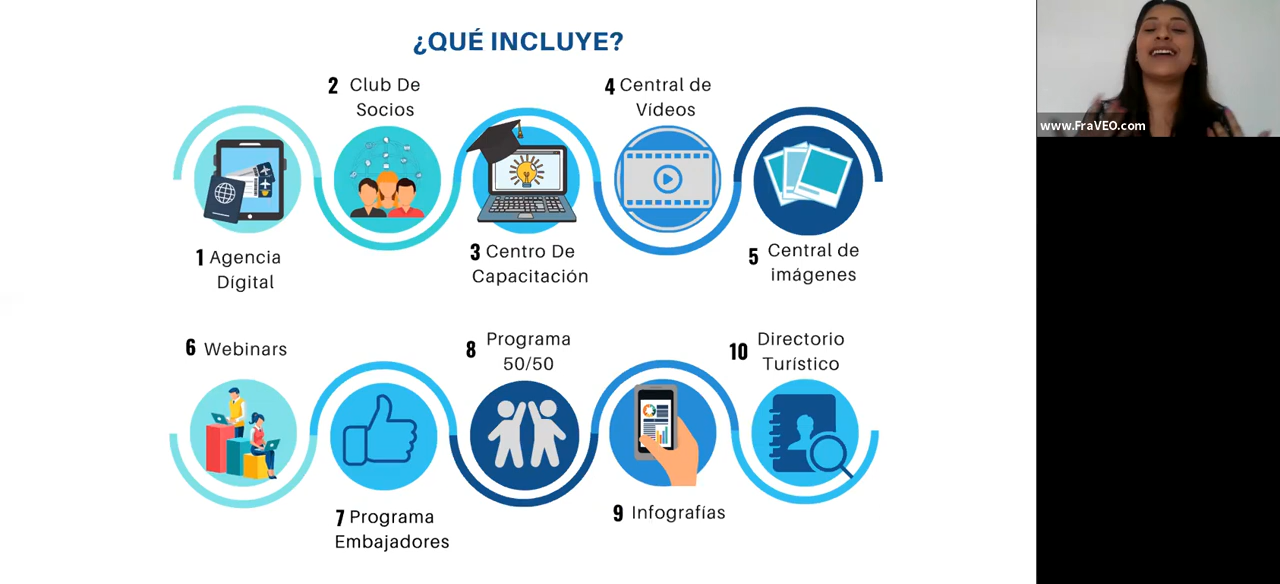 ¿QUÉ INCLUYE?
1 Agencia
Dígital
2 Club De
Socios
3 Centro De
Capacitación
4 Central de
Vídeos
5 Central de
imágenes
6 Webinars
7 Programa
Embajadores
8 Programa
50/50
9 Infografías
10 Directorio
Turístico
www.FraVEO.com